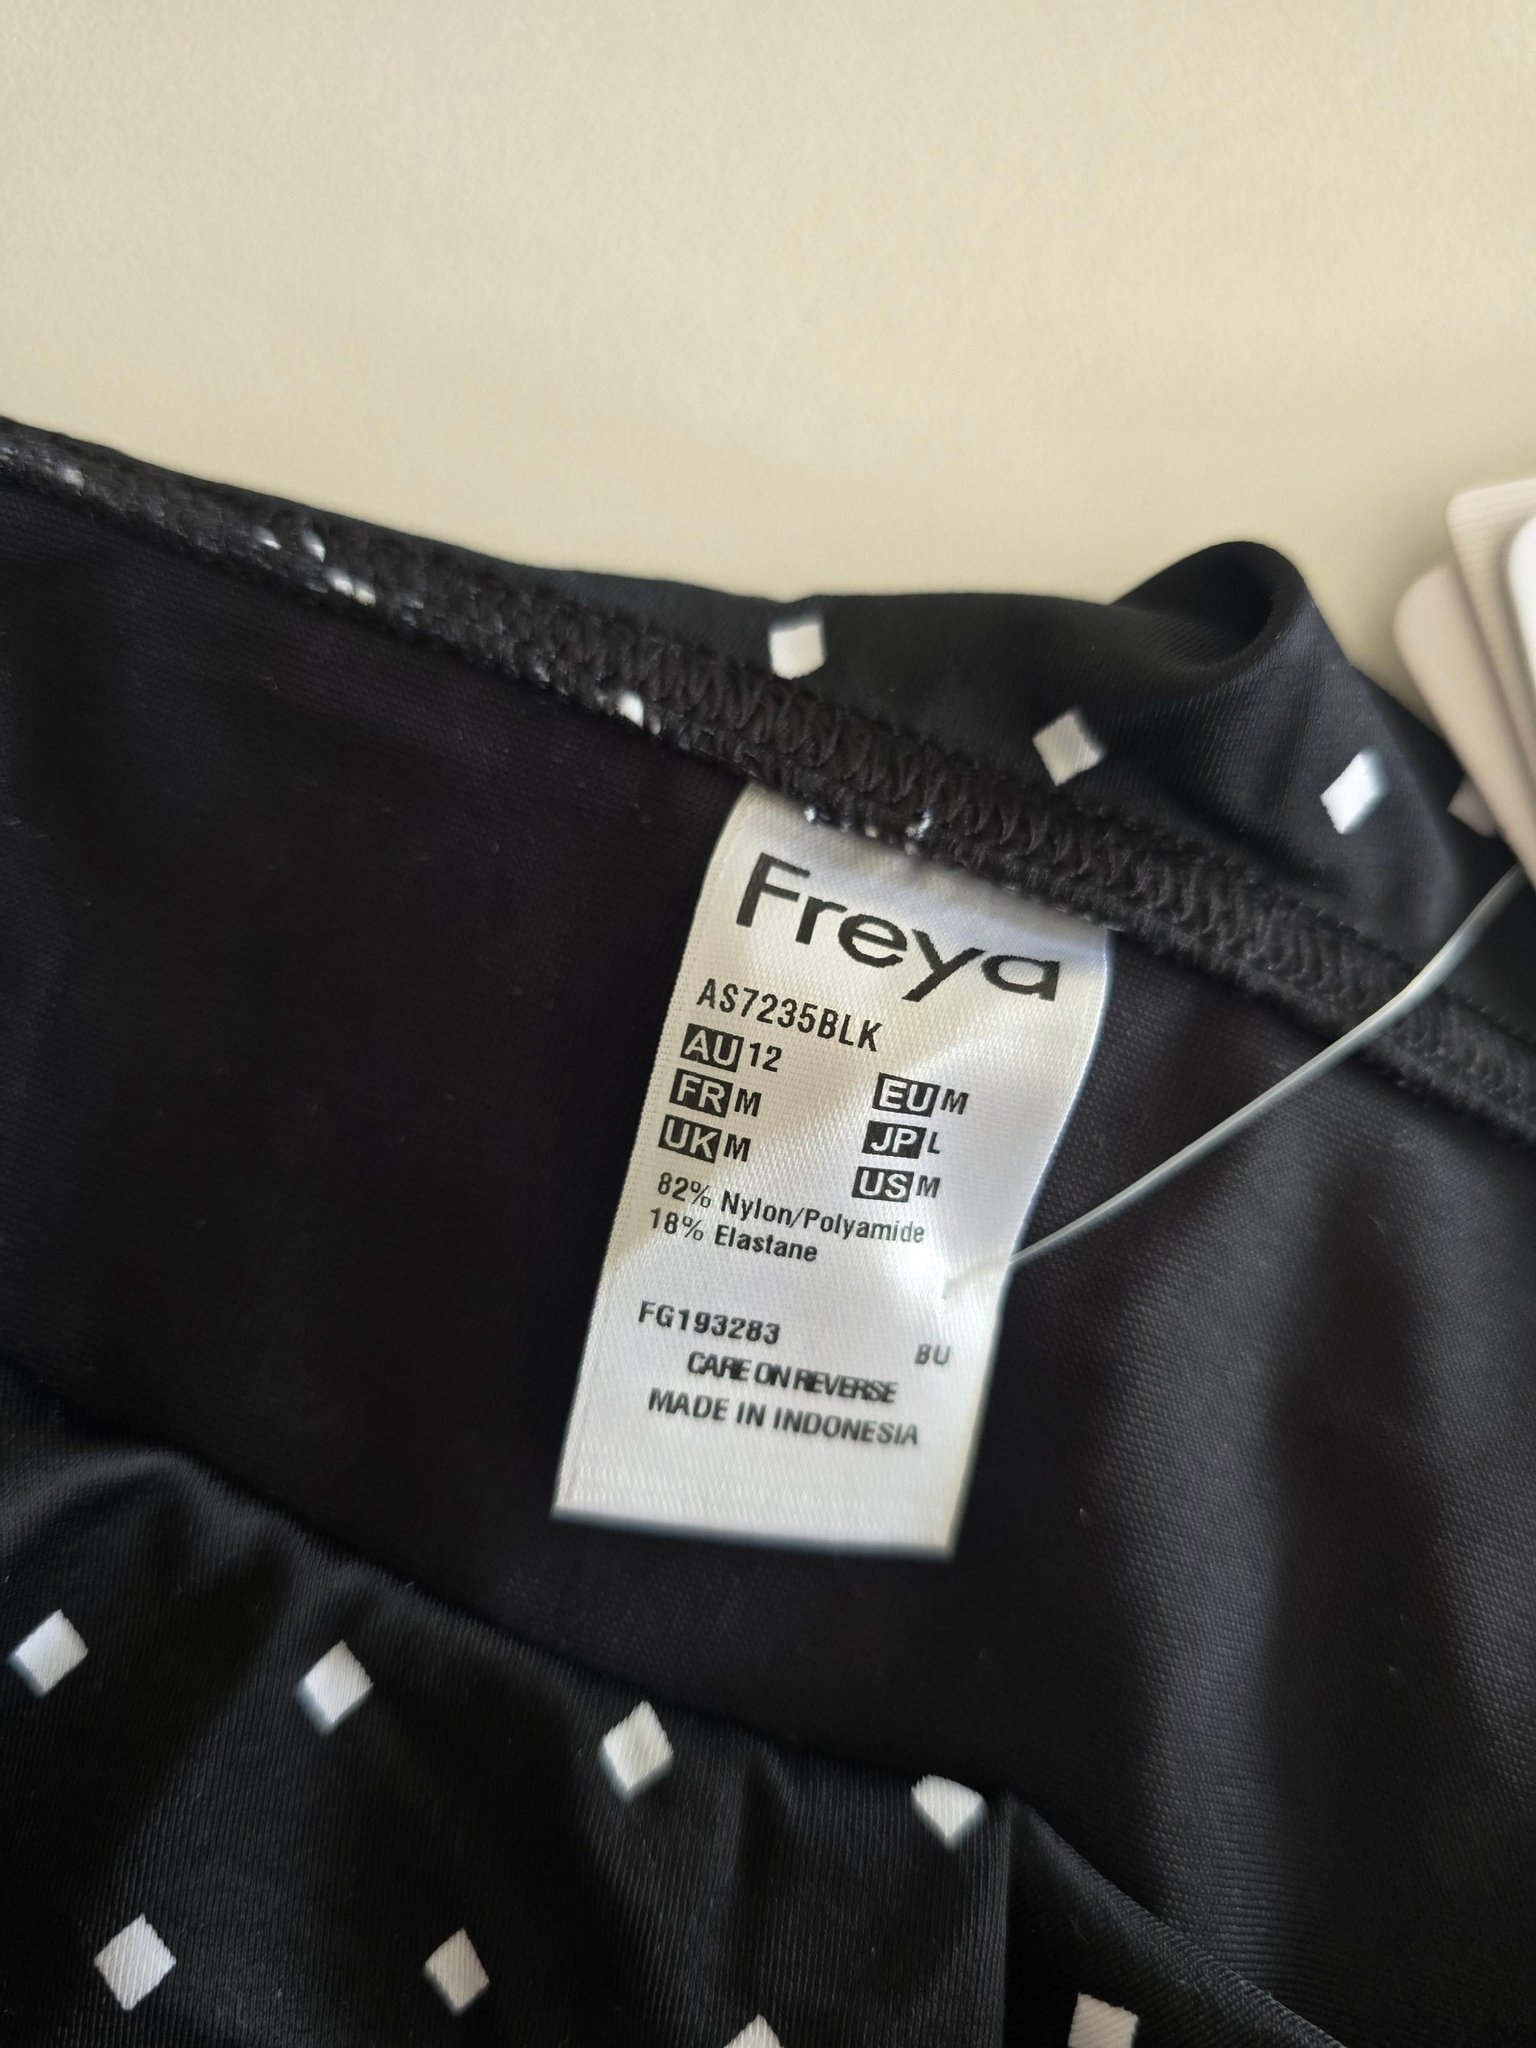 Freya
AS7235BLK
AU 12
FR M EU M
UK M JP L
US M
82% Nylon/Polyamide
18% Elastane
FG193283 BU
CARE ON REVERSE
MADE IN INDONESIA